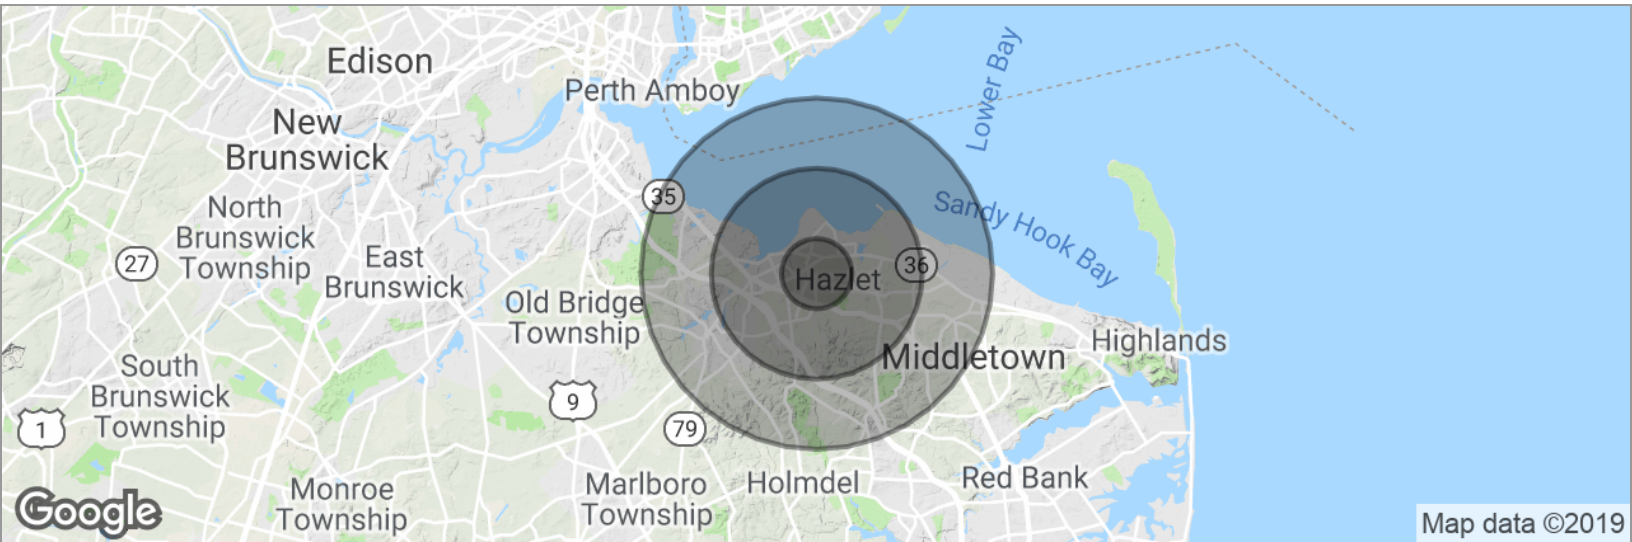 Edison
Perth Amboy
Lower Bay
New
Brunswick
35
Sandy Hook Bay
North
Brunswick
Township
27
East
Brunswick
36
Hazlet
Old Bridge
Township
Highlands
Middletown
South
Brunswick
Township
9
1
79
Monroe
Township
Marlboro
Township
Holmdel
Red Bank
Google
Map data ©2019